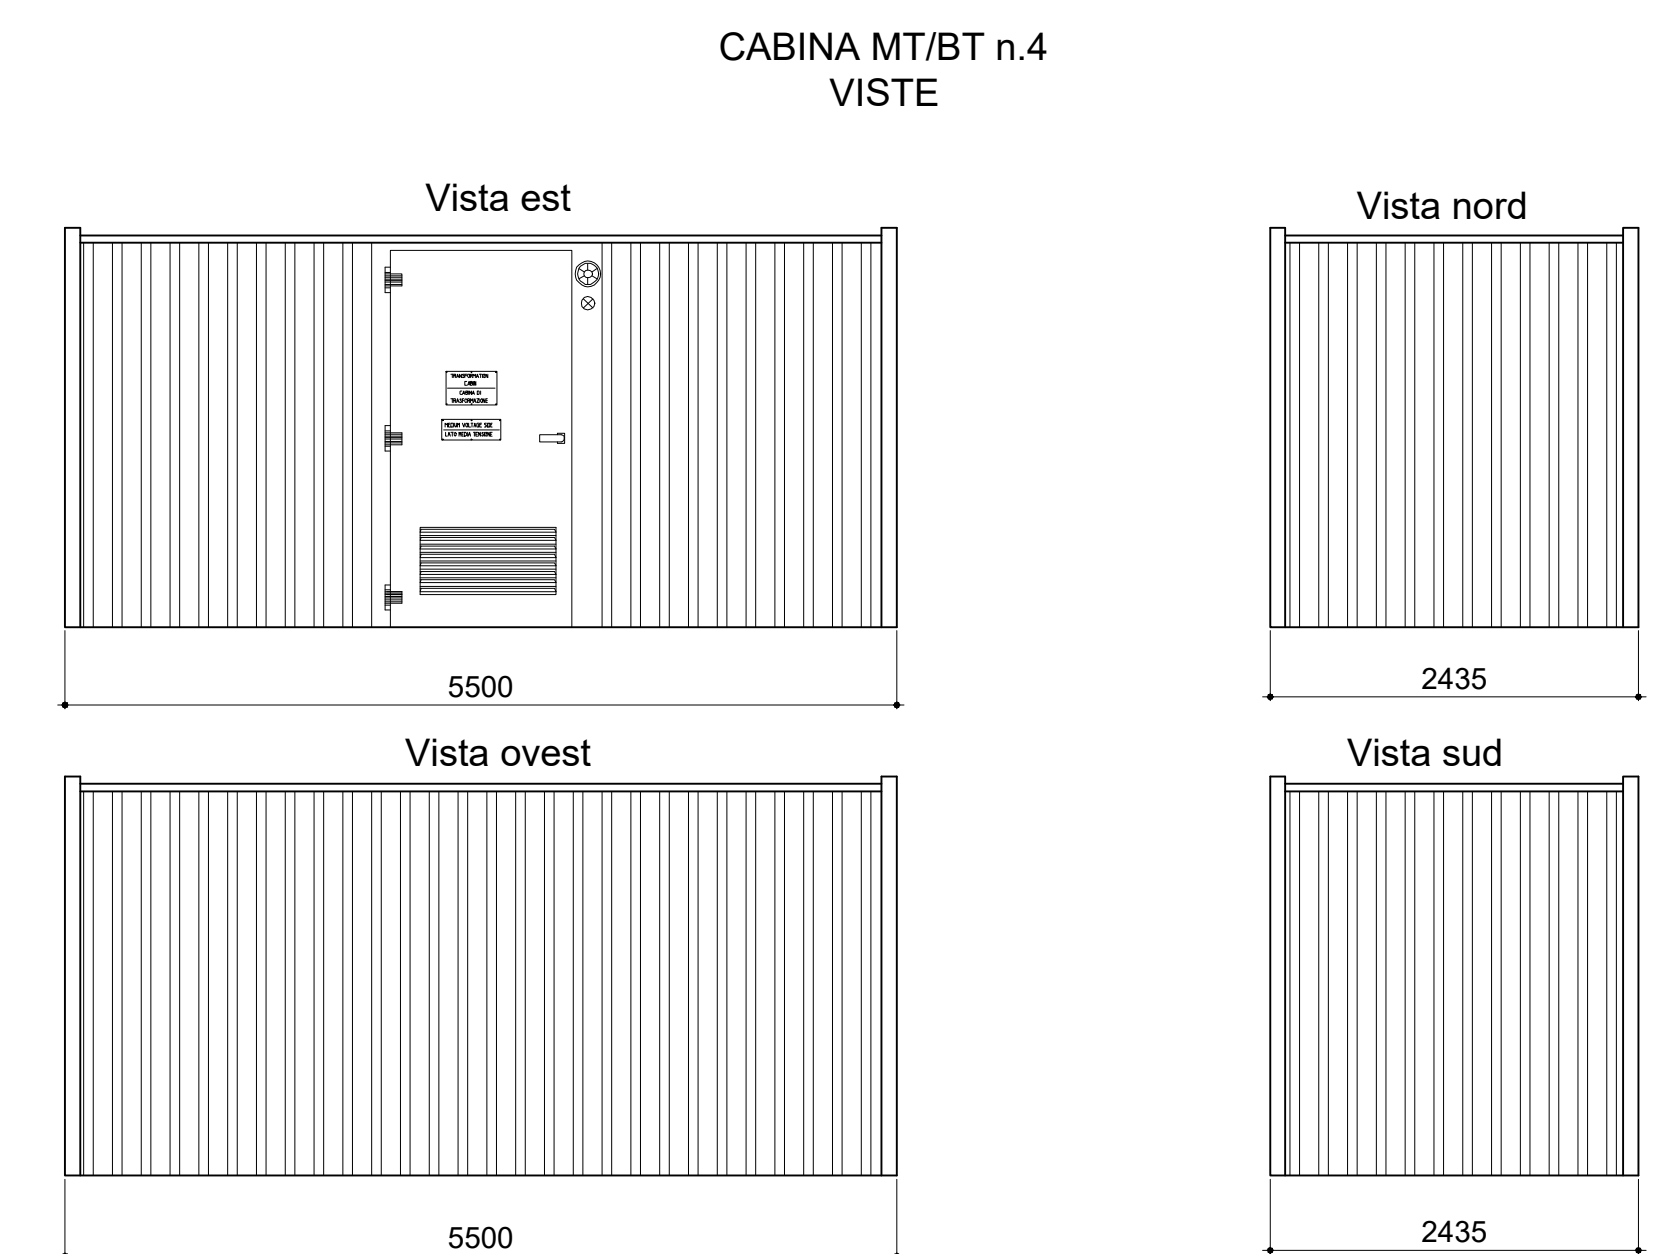 CABINA MT/BT n.4
VISTE
Vista est
Vista nord
TRANSFORMATION
CABIN
CABINA DI
TRASFORMAZIONE
MEDIUM VOLTAGE SIDE
LATO MEDIA TENSIONE
5500
2435
Vista ovest
Vista sud
5500
2435